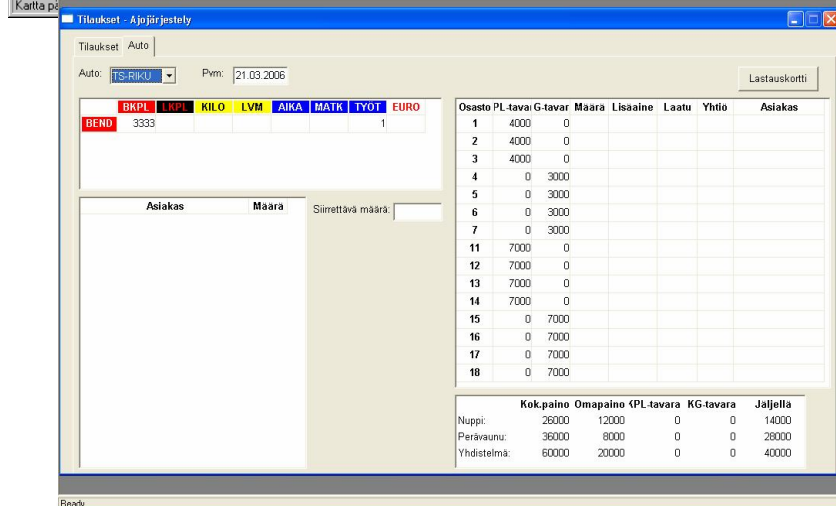 Kartta pä
Tilaukset - Ajojärjestely
Tilaukset Auto
Auto: TS-RIKU Pvm: 21.03.2006
Lastauskortti
BKPL LKPL KILO LVM AIKA MATK TYÖT EURO
BEND 3333 1
Asiakas Määrä
Siirrettävä määrä:
Osasto PL-tavar G-tavar Määrä Lisäaine Laatu Yhtiö Asiakas
1 4000 0
2 4000 0
3 4000 0
4 0 3000
5 0 3000
6 0 3000
7 0 3000
11 7000 0
12 7000 0
13 7000 0
14 7000 0
15 0 7000
16 0 7000
17 0 7000
18 0 7000
Kok.paino Omapaino KPL-tavara KG-tavara Jäljellä
Nuppi: 26000 12000 0 0 14000
Perävaunu: 36000 8000 0 0 28000
Yhdistelmä: 60000 20000 0 0 40000
Ready